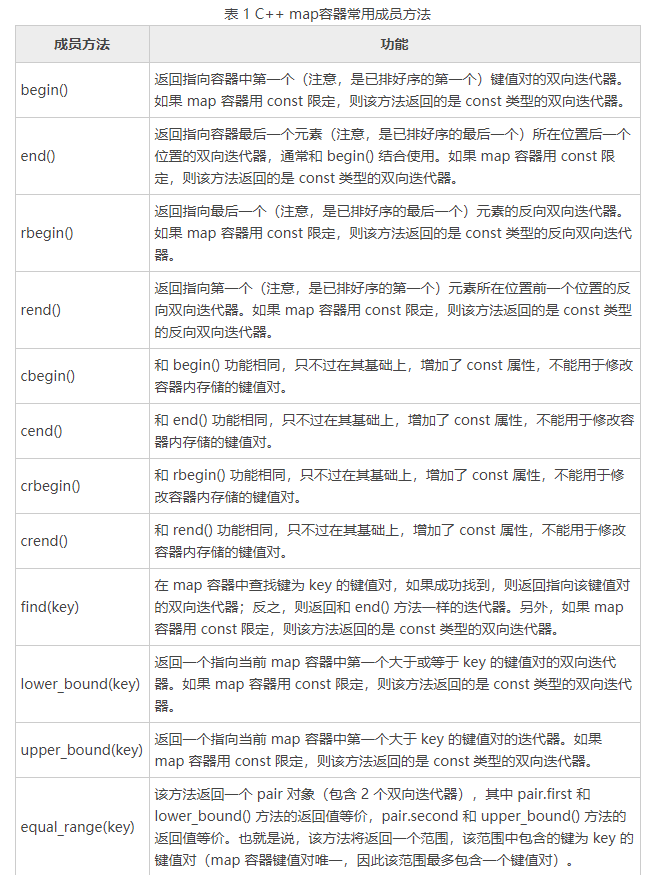 表 1 C++ map容器常用成员方法
成员方法
功能
begin()
返回指向容器中第一个（注意，是已排好序的第一个）键值对的双向迭代器。
如果 map 容器用 const 限定，则该方法返回的是 const 类型的双向迭代器。
end()
返回指向容器最后一个元素（注意，是已排好序的最后一个）所在位置后一个
位置的双向迭代器，通常和 begin() 结合使用。如果 map 容器用 const 限
定，则该方法返回的是 const 类型的双向迭代器。
rbegin()
返回指向最后一个（注意，是已排好序的最后一个）元素的反向双向迭代器。
如果 map 容器用 const 限定，则该方法返回的是 const 类型的反向双向迭代
器。
rend()
返回指向第一个（注意，是已排好序的第一个）元素所在位置前一个位置的反
向双向迭代器。如果 map 容器用 const 限定，则该方法返回的是 const 类型
的反向双向迭代器。
cbegin()
和 begin() 功能相同，只不过在其基础上，增加了 const 属性，不能用于修改
容器内存储的键值对。
cend()
和 end() 功能相同，只不过在其基础上，增加了 const 属性，不能用于修改容
器内存储的键值对。
crbegin()
和 rbegin() 功能相同，只不过在其基础上，增加了 const 属性，不能用于修
改容器内存储的键值对。
crend()
和 rend() 功能相同，只不过在其基础上，增加了 const 属性，不能用于修改
容器内存储的键值对。
find(key)
在 map 容器中查找键为 key 的键值对，如果成功找到，则返回指向该键值对
的双向迭代器；反之，则返回和 end() 方法一样的迭代器。另外，如果 map
容器用 const 限定，则该方法返回的是 const 类型的双向迭代器。
lower_bound(key)
返回一个指向当前 map 容器中第一个大于或等于 key 的键值对的双向迭代
器。如果 map 容器用 const 限定，则该方法返回的是 const 类型的双向迭代
器。
upper_bound(key)
返回一个指向当前 map 容器中第一个大于 key 的键值对的迭代器。如果
map 容器用 const 限定，则该方法返回的是 const 类型的双向迭代器。
equal_range(key)
该方法返回一个 pair 对象（包含 2 个双向迭代器），其中 pair.first 和
lower_bound() 方法的返回值等价，pair.second 和 upper_bound() 方法的
返回值等价。也就是说，该方法将返回一个范围，该范围中包含的键为 key 的
键值对（map 容器键值对唯一，因此该范围最多包含一个键值对）。